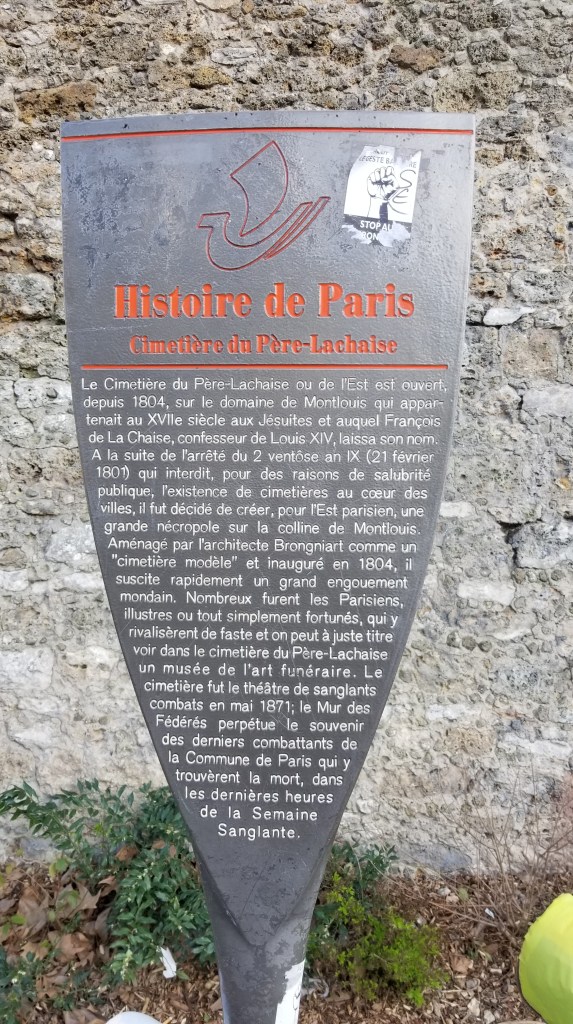 STOP AU
Histoire de Paris
Cimetière du Père-Lachaise
Le Cimetière du Père-Lachaise ou de l'Est est ouvert,
depuis 1804, sur le domaine de Montlouis qui appar-
tenait au XVIIe siècle aux Jésuites et auquel François
de La Chaise, confesseur de Louis XIV, laissa son nom.
A la suite de l'arrêté du 2 ventôse an IX (21 février
1801) qui interdit, pour des raisons de salubrité
publique, l'existence de cimetières au cœur des
villes, il fut décidé de créer, pour l'Est parisien, une
grande nécropole sur la colline de Montlouis.
Aménagé par l'architecte Brongniart comme un
"cimetière modèle" et inauguré en 1804, il
suscite rapidement un grand engouement
mondain. Nombreux furent les Parisiens,
illustres ou tout simplement fortunés, qui y
rivalisèrent de faste et on peut à juste titre
voir dans le cimetière du Père-Lachaise
un musée de l'art funéraire. Le
cimetière fut le théâtre de sanglants
combats en mai 1871; le Mur des
Fédérés perpétue le souvenir
des derniers combattants de
la Commune de Paris qui y
trouvèrent la mort, dans
les dernières heures
de la Semaine
Sanglante.